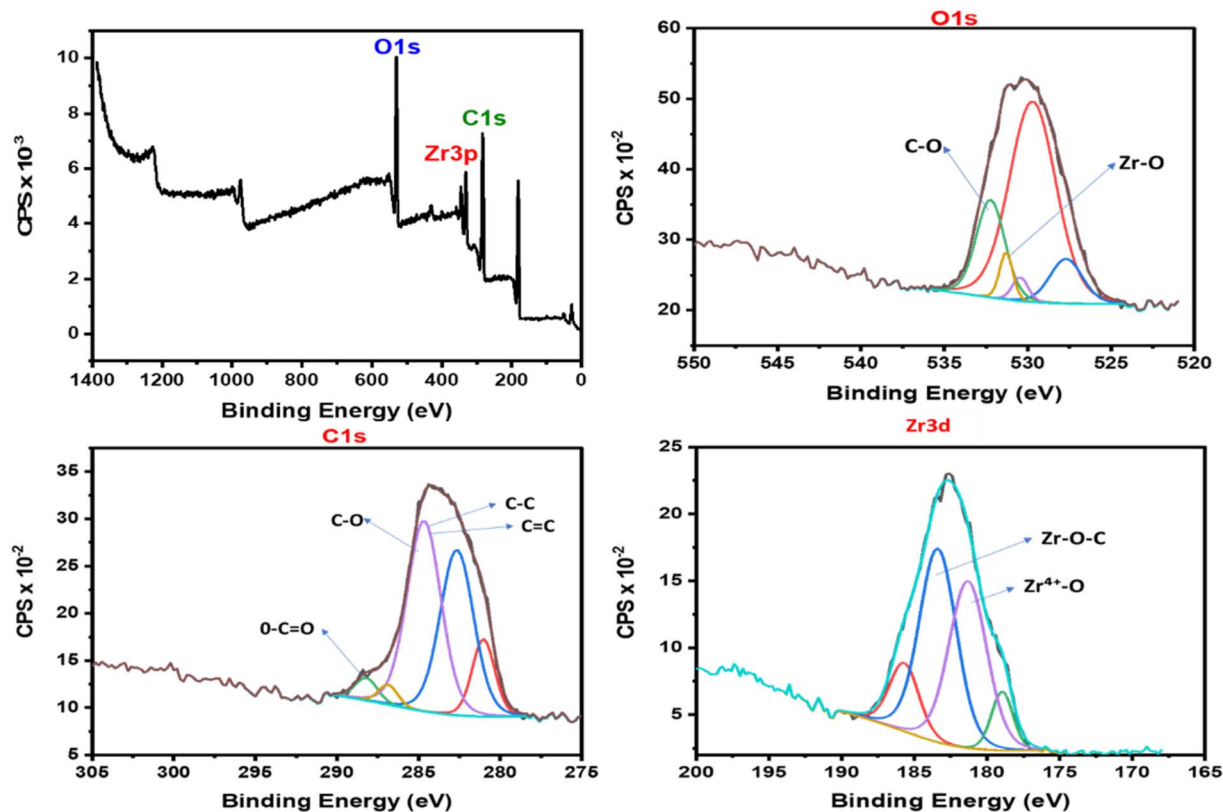 O1s
C1s
Zr3p
10
8
6
4
2
0
CPS x 10⁻³
1400 1200 1000 800 600 400 200 0
Binding Energy (eV)
O1s
C-O
Zr-O
60
50
40
30
20
CPS x 10⁻²
550 545 540 535 530 525 520
Binding Energy (eV)
C1s
C-C
C-O
C=C
0-C=O
35
30
25
20
15
10
5
CPS x 10⁻²
305 300 295 290 285 280 275
Binding Energy (eV)
Zr3d
Zr-O-C
Zr⁴⁺-O
25
20
15
10
5
CPS x 10⁻²
200 195 190 185 180 175 170 165
Binding Energy (eV)